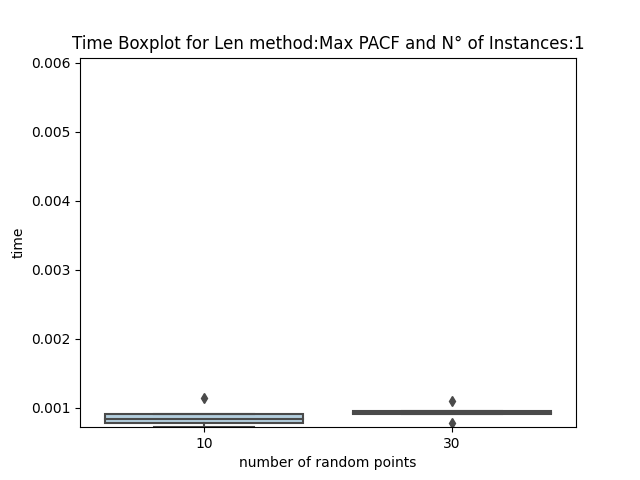 Time Boxplot for Len method:Max PACF and N° of Instances:1
0.006
0.005
0.004
0.003
0.002
0.001
time
10 30
number of random points